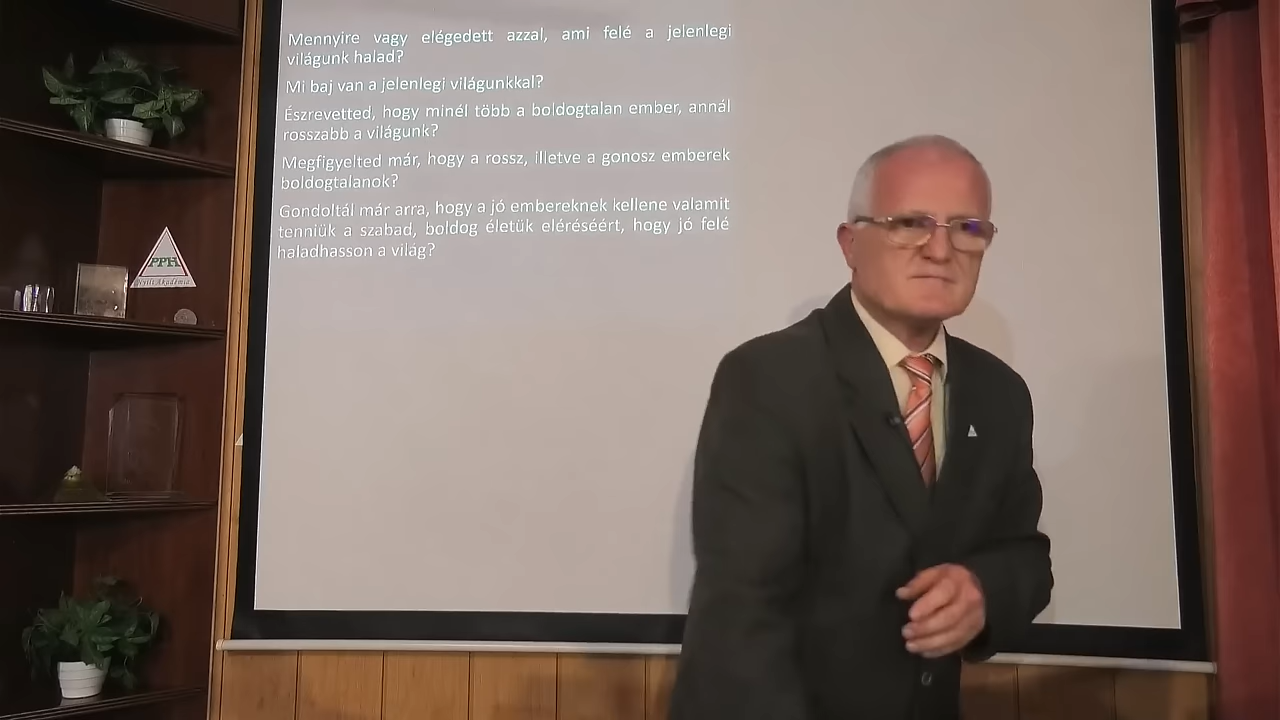 Mennyire vagy elégedett azzal, ami felé a jelenlegi
világunk halad?
Mi baj van a jelenlegi világunkkal?
Észrevetted, hogy minél több a boldogtalan ember, annál
rosszabb a világunk?
Megfigyelted már, hogy a rossz, illetve a gonosz emberek
boldogtalanok?
Gondoltál már arra, hogy a jó embereknek kellene valamit
tenniük a szabad, boldog életük eléréséért, hogy jó felé
haladhasson a világ?
PPH
Nyílt Akadémia